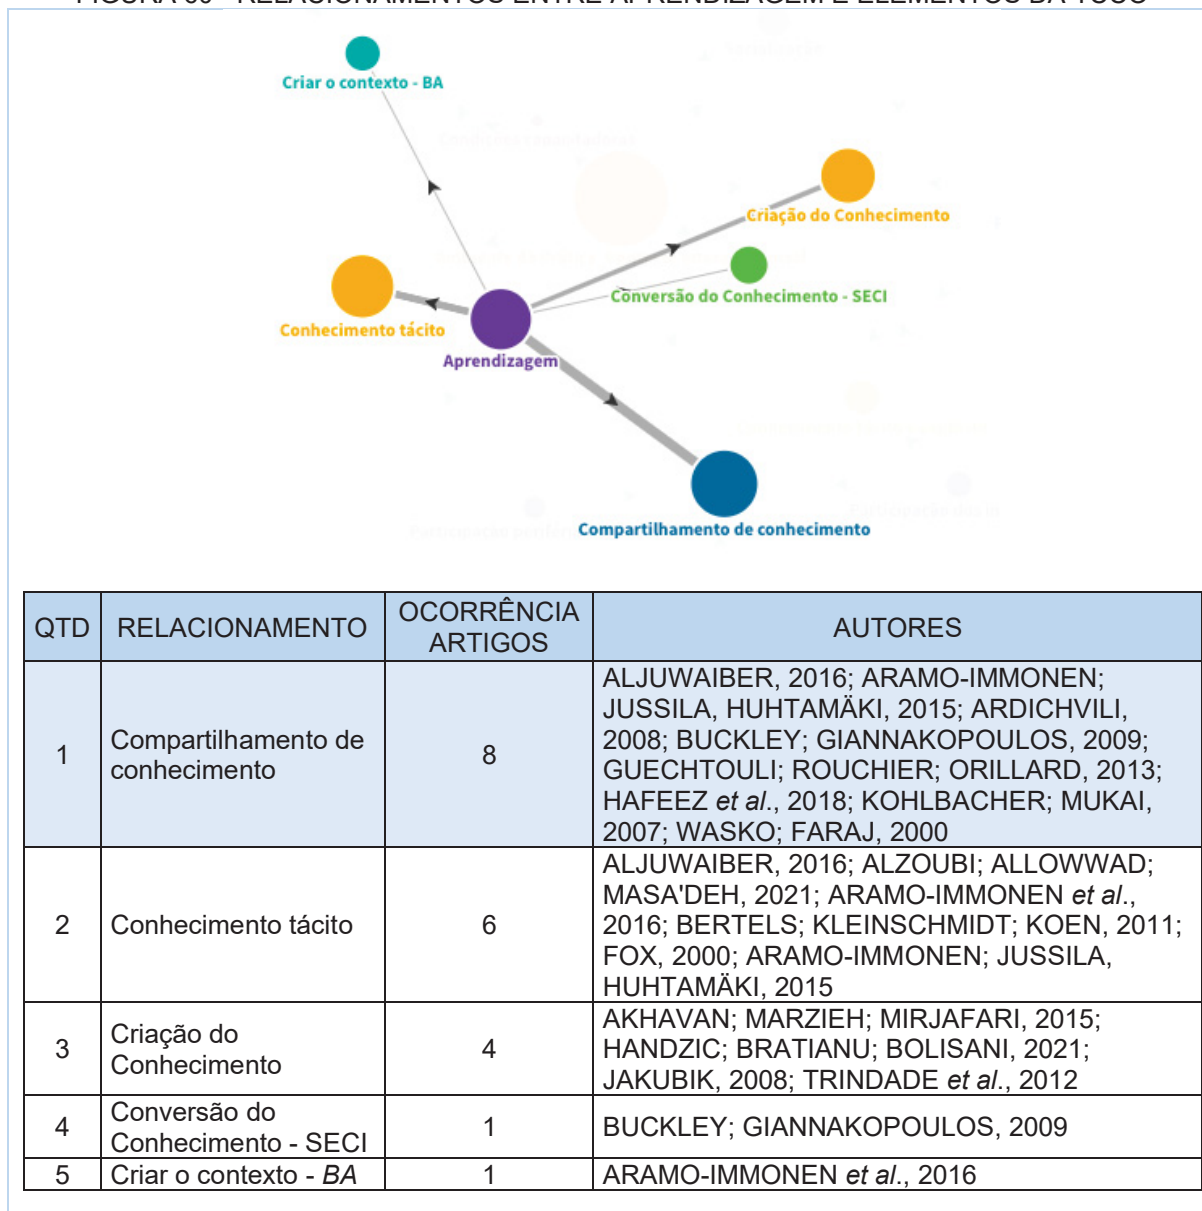 Criar o contexto - BA
Criação do Conhecimento
Conversão do Conhecimento - SECI
Conhecimento tácito
Aprendizagem
Compartilhamento de conhecimento
QTD RELACIONAMENTO OCORRÊNCIA ARTIGOS AUTORES
1 Compartilhamento de conhecimento 8
ALJUWAIBER, 2016; ARAMO-IMMONEN;
JUSSILA, HUHTAMÄKI, 2015; ARDICHVILI,
2008; BUCKLEY; GIANNAKOPOULOS, 2009;
GUECHTOULI; ROUCHIER; ORILLARD, 2013;
HAFEEZ et al., 2018; KOHLBACHER; MUKAI,
2007; WASKO; FARAJ, 2000
2 Conhecimento tácito 6
ALJUWAIBER, 2016; ALZOUBI; ALLOWWAD;
MASA'DEH, 2021; ARAMO-IMMONEN et al.,
2016; BERTELS; KLEINSCHMIDT; KOEN, 2011;
FOX, 2000; ARAMO-IMMONEN; JUSSILA,
HUHTAMÄKI, 2015
3 Criação do Conhecimento 4
AKHAVAN; MARZIEH; MIRJAFARI, 2015;
HANDZIC; BRATIANU; BOLISANI, 2021;
JAKUBIK, 2008; TRINDADE et al., 2012
4 Conversão do Conhecimento - SECI 1 BUCKLEY; GIANNAKOPOULOS, 2009
5 Criar o contexto - BA 1 ARAMO-IMMONEN et al., 2016